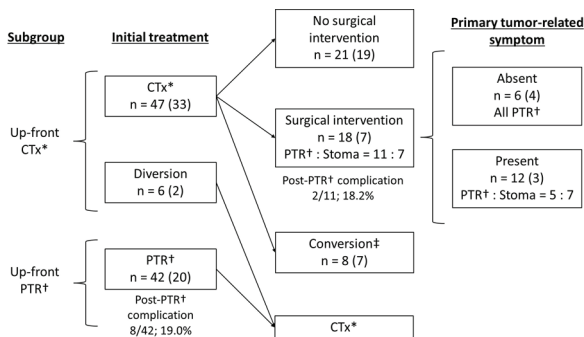 Subgroup
Initial treatment
Primary tumor-related
symptom
No surgical
intervention
n = 21 (19)
CTx*
n = 47 (33)
Absent
n = 6 (4)
All PTR†
Up-front
CTx*
Surgical intervention
n = 18 (7)
PTR† : Stoma = 11 : 7
Post-PTR† complication
2/11; 18.2%
Diversion
n = 6 (2)
Present
n = 12 (3)
PTR† : Stoma = 5 : 7
Up-front
PTR†
PTR†
n = 42 (20)
Post-PTR†
complication
8/42; 19.0%
Conversion‡
n = 8 (7)
CTx*